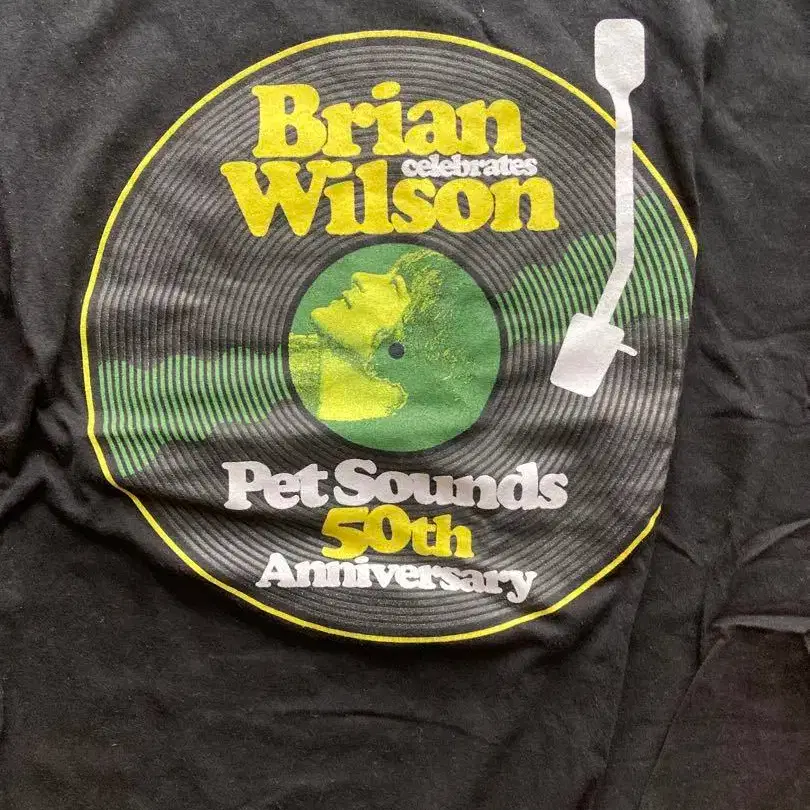 Brian
celebrates
Wilson
Pet Sounds
50th
Anniversary